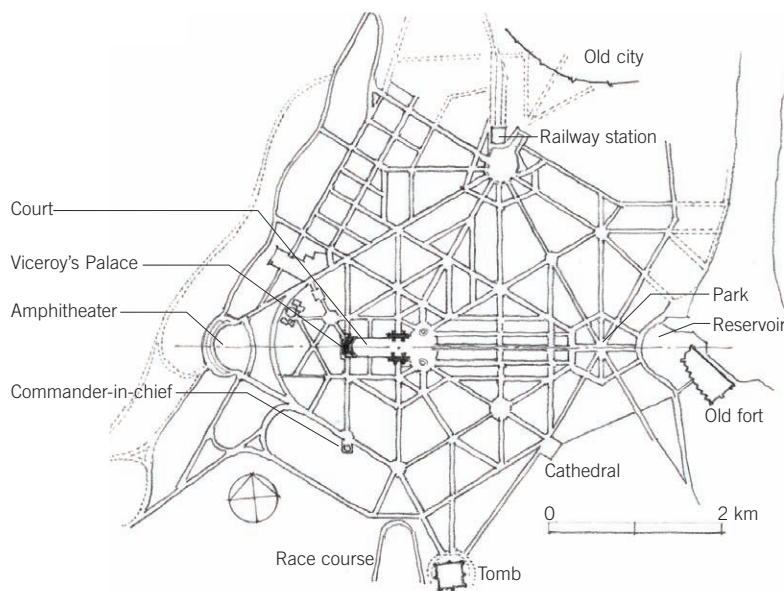 Old city
Railway station
Court
Viceroy's Palace
Park
Amphitheater
Reservoir
Commander-in-chief
Old fort
Cathedral
0 2 km
Race course
Tomb